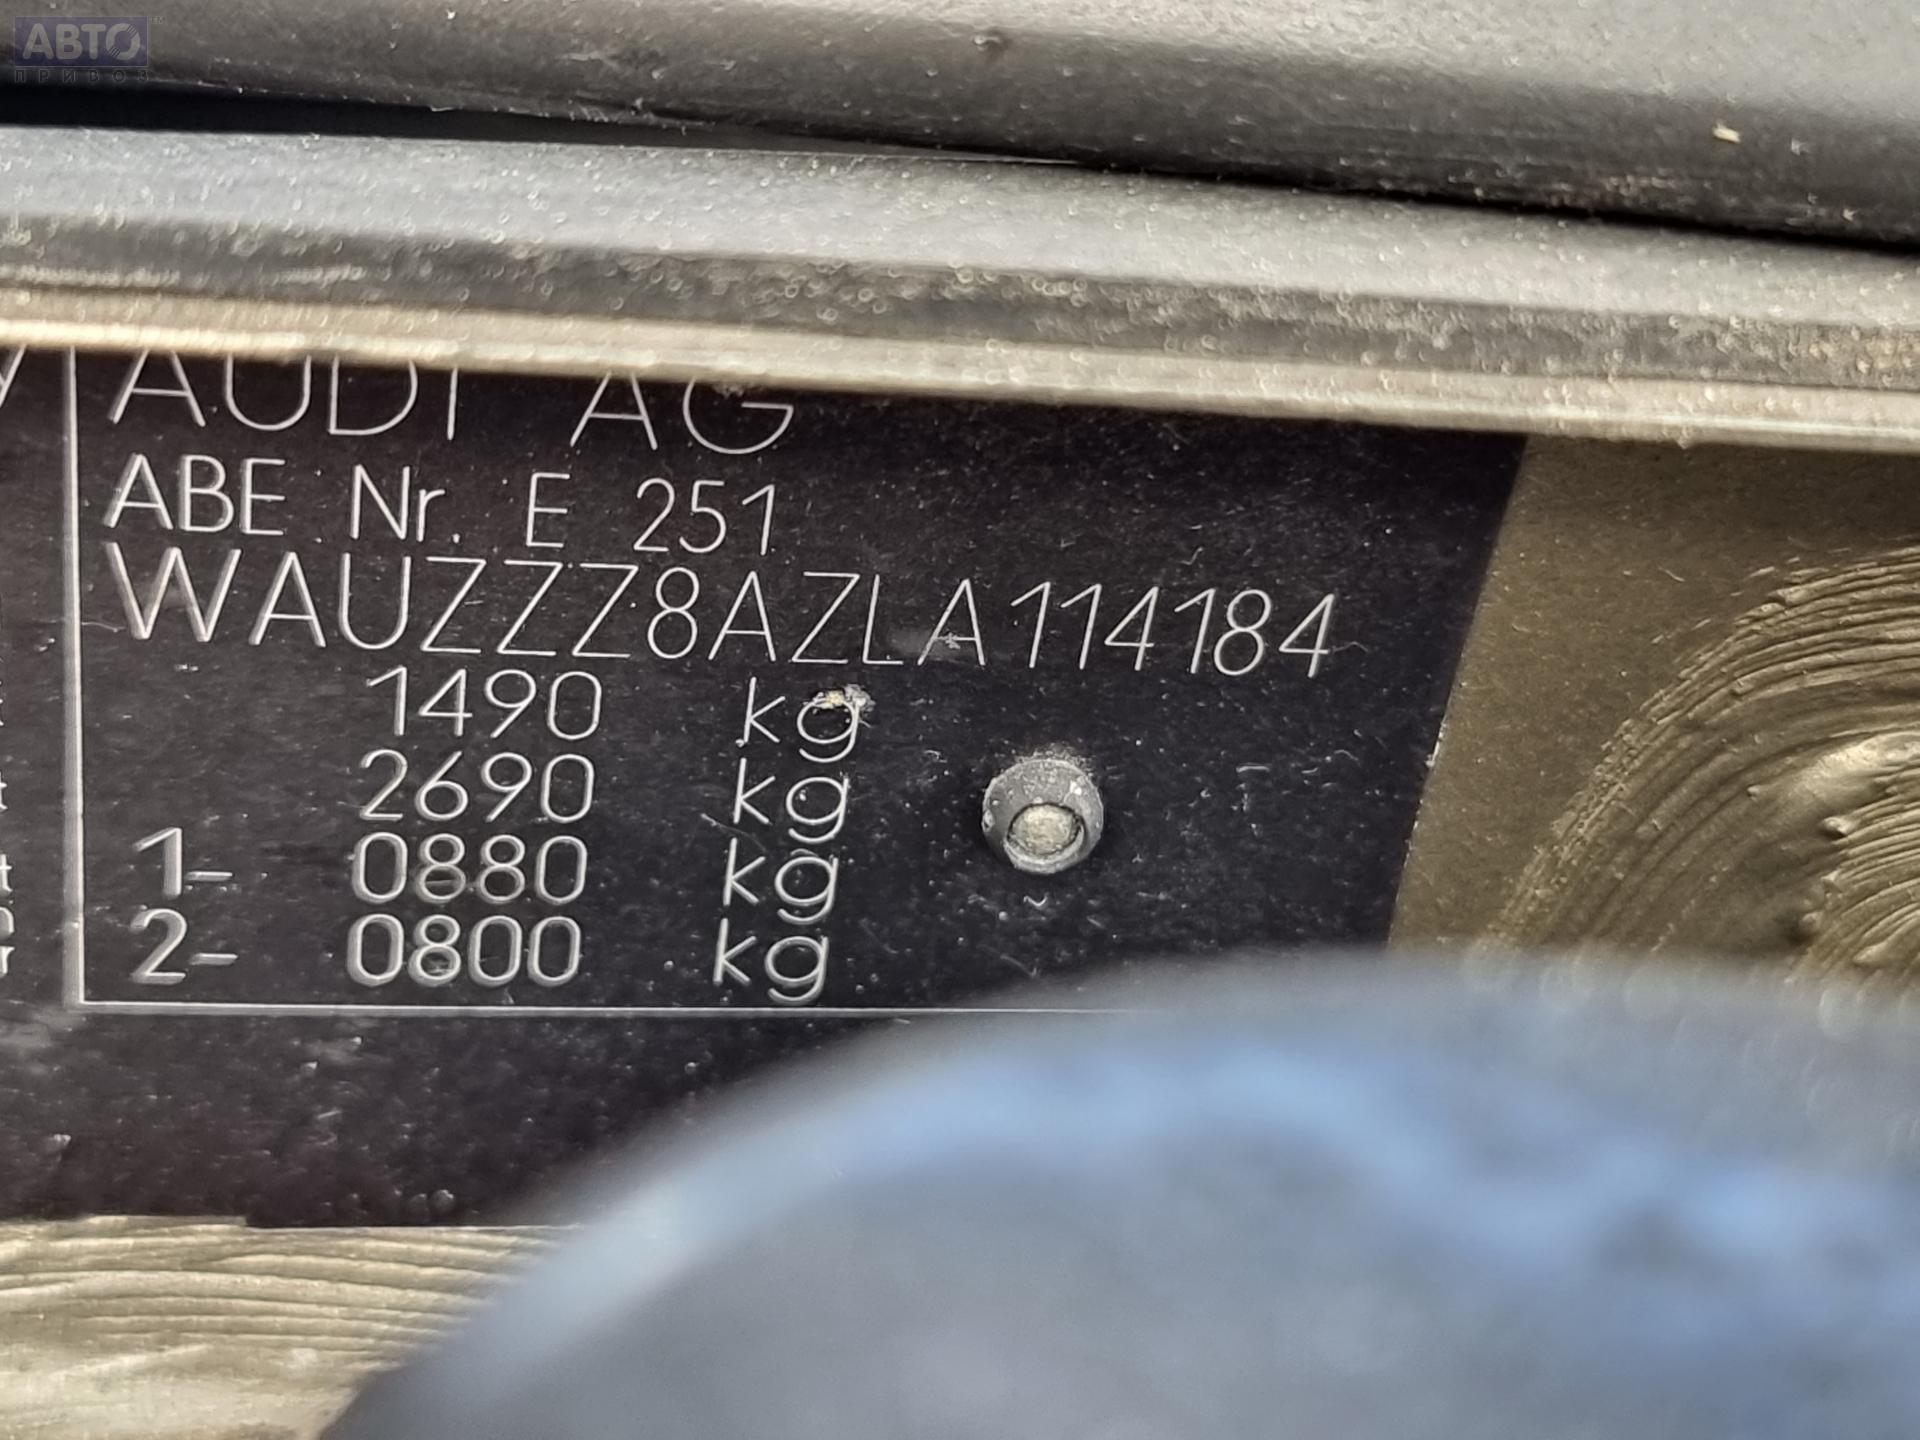 АВТО
ПРИВОЗ
AUDI AG
ABE Nr. E 251
WAUZZZ8AZLA114184
1490 kg
2690 kg
1- 0880 kg
2- 0800 kg